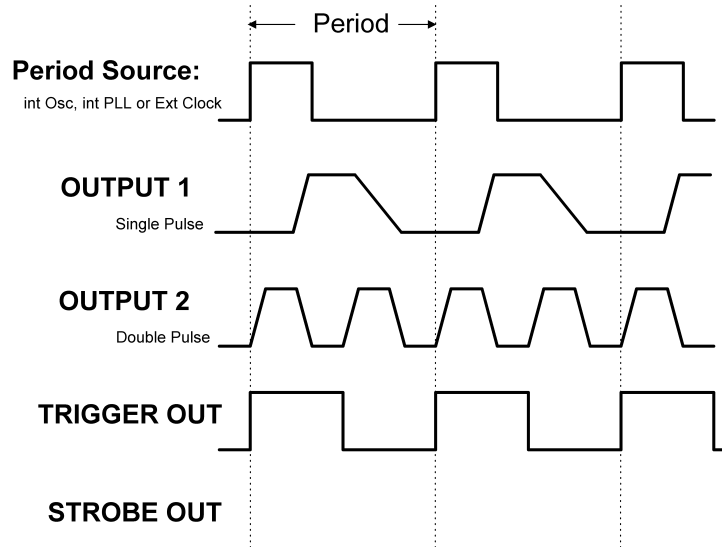 Period
Period Source:
int Osc, int PLL or Ext Clock
OUTPUT 1
Single Pulse
OUTPUT 2
Double Pulse
TRIGGER OUT
STROBE OUT